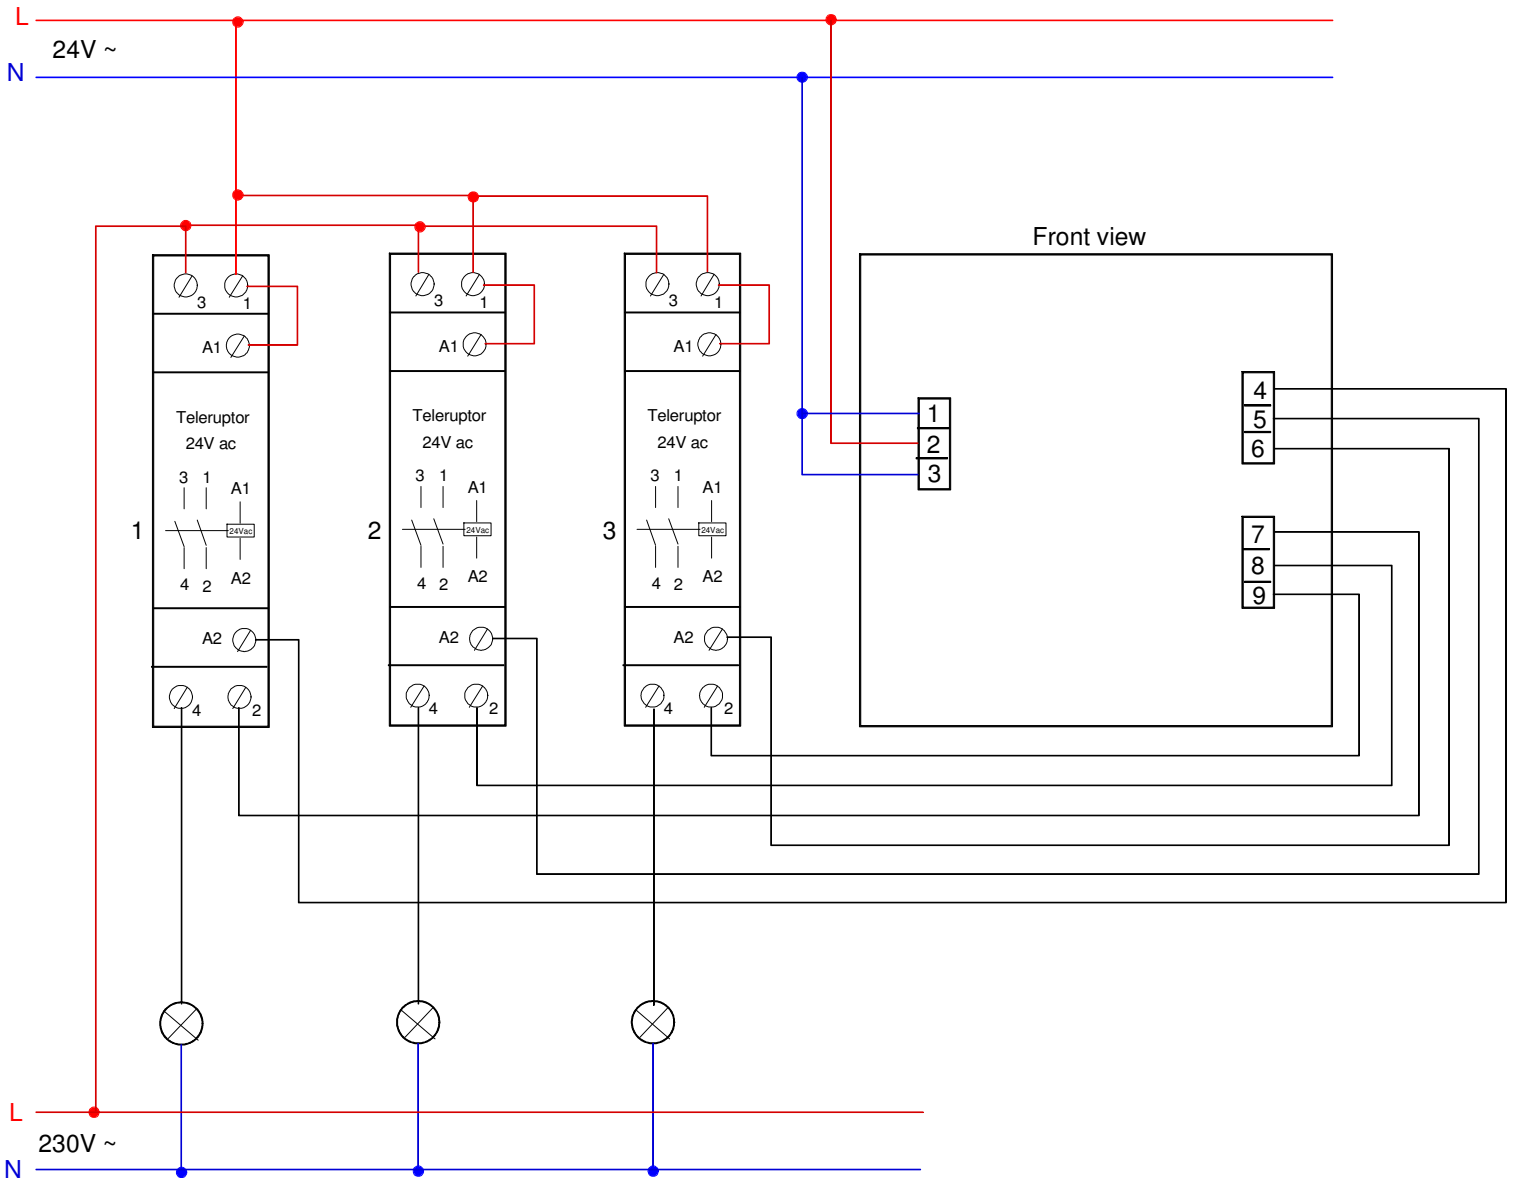 L
24V ~
N
Front view
3 1
A1
Teleruptor
24V ac
3 1
A1
1
24Vac
4 2
A2
A2
4 2
3 1
A1
Teleruptor
24V ac
3 1
A1
2
24Vac
4 2
A2
A2
4 2
3 1
A1
Teleruptor
24V ac
3 1
A1
3
24Vac
4 2
A2
A2
4 2
1
2
3
4
5
6
7
8
9
L
230V ~
N